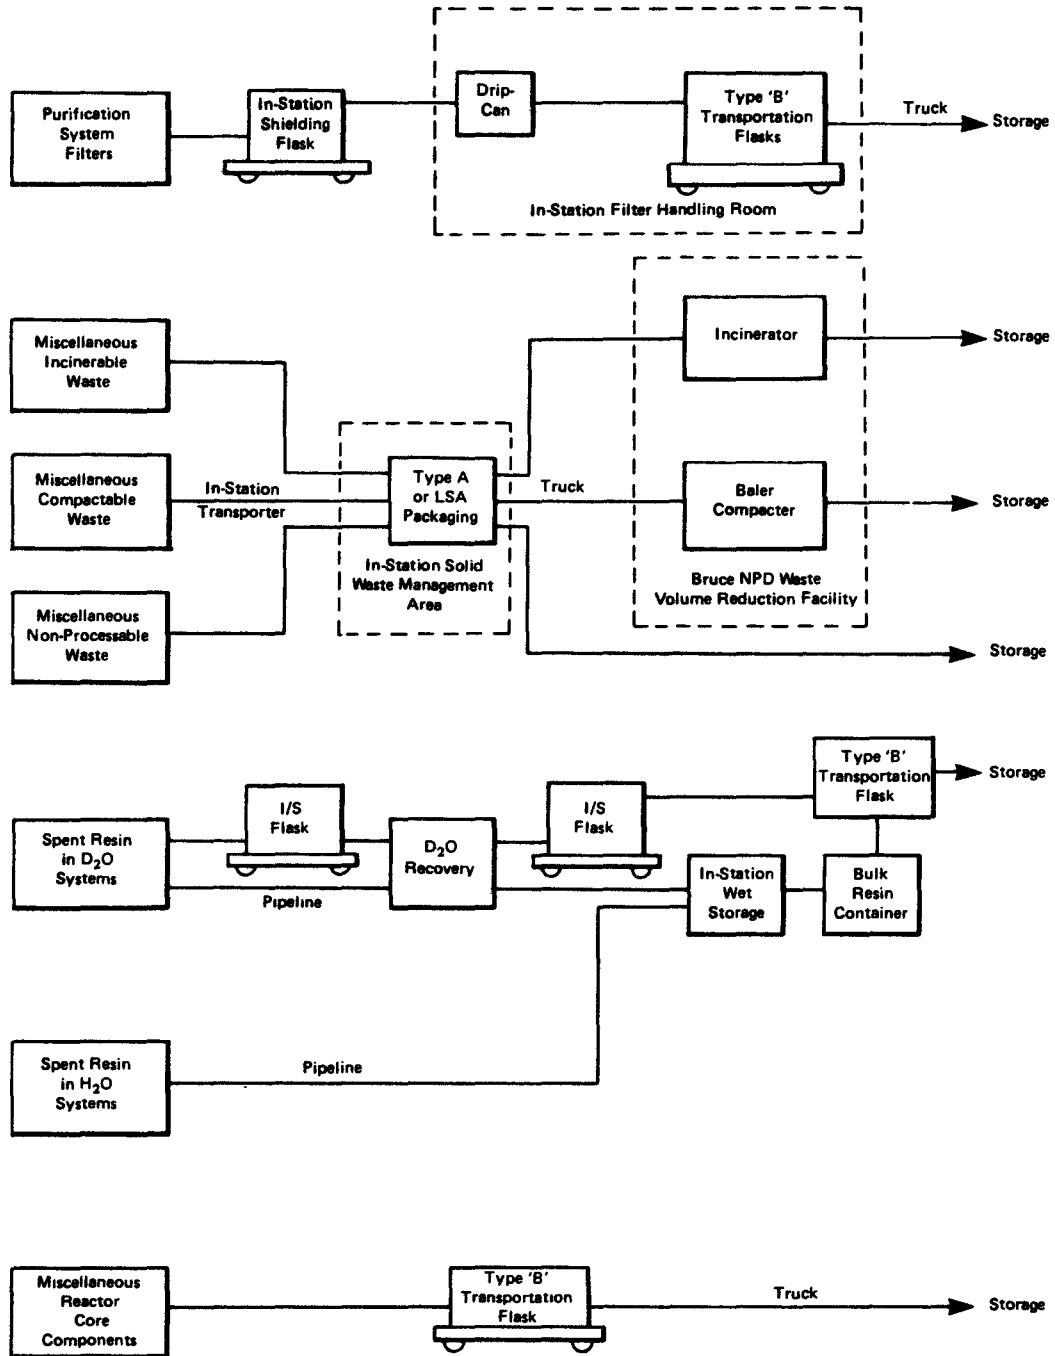 Purification
System
Filters
In-Station
Shielding
Flask
Drip-
Can
Type 'B'
Transportation
Flasks
Truck
Storage
In-Station Filter Handling Room
Miscellaneous
Incinerable
Waste
Incinerator
Storage
Miscellaneous
Compactable
Waste
In-Station
Transporter
Type A
or LSA
Packaging
Truck
Baler
Compacter
Storage
In-Station Solid
Waste Management
Area
Bruce NPD Waste
Volume Reduction Facility
Miscellaneous
Non-Processable
Waste
Storage
Spent Resin
in D₂O
Systems
I/S
Flask
Pipeline
D₂O
Recovery
I/S
Flask
Type 'B'
Transportation
Flask
Storage
In-Station
Wet
Storage
Bulk
Resin
Container
Spent Resin
in H₂O
Systems
Pipeline
Miscellaneous
Reactor
Core
Components
Type 'B'
Transportation
Flask
Truck
Storage